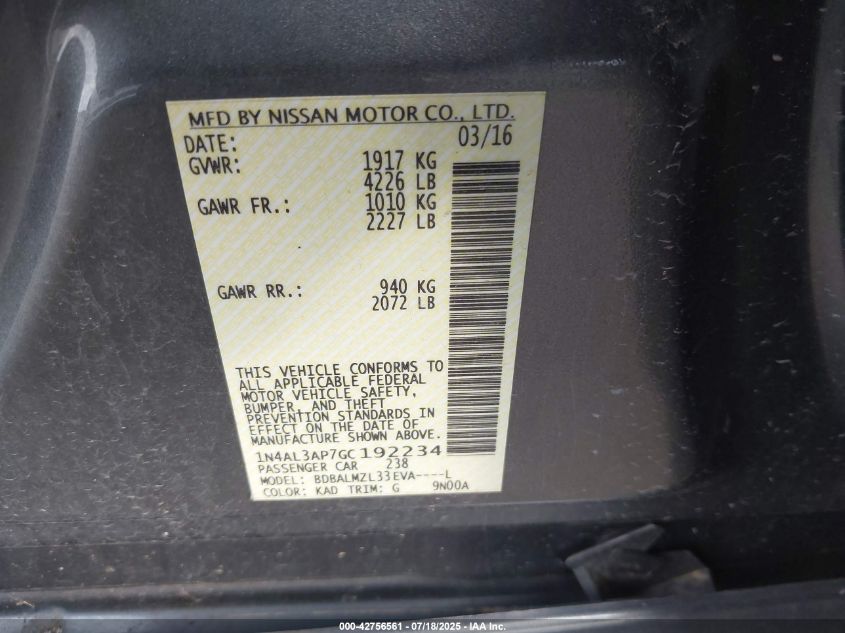 MFD BY NISSAN MOTOR CO., LTD.
DATE: 03/16
GVWR: 1917 KG
4226 LB
GAWR FR.: 1010 KG
2227 LB
GAWR RR.: 940 KG
2072 LB
THIS VEHICLE CONFORMS TO
ALL APPLICABLE FEDERAL
MOTOR VEHICLE SAFETY,
BUMPER, AND THEFT
PREVENTION STANDARDS IN
EFFECT ON THE DATE OF
MANUFACTURE SHOWN ABOVE.
1N4AL3AP7GC192234
PASSENGER CAR 238
MODEL: BDBALMZL33EVA----L
COLOR: KAD TRIM: G 9N00A
000-42756561 / 07/18/2025 - IAA Inc.